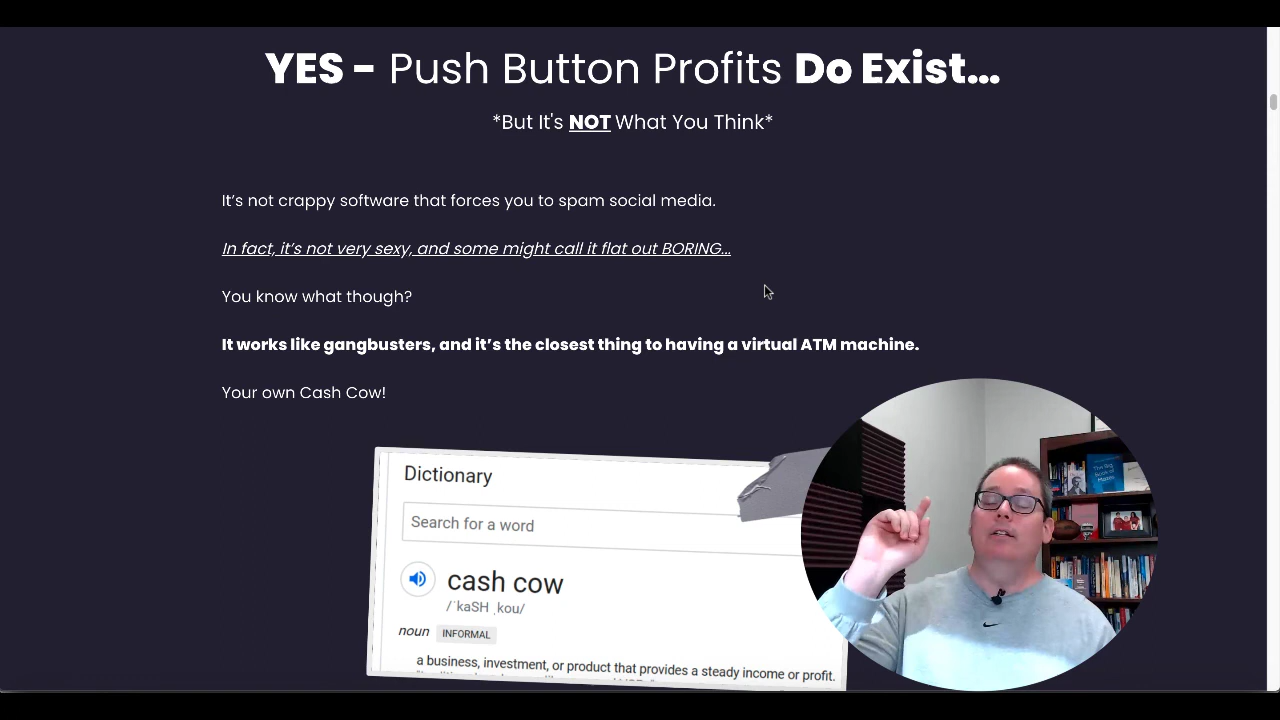 YES - Push Button Profits Do Exist...
*But It's NOT What You Think*
It's not crappy software that forces you to spam social media.
In fact, it's not very sexy, and some might call it flat out BORING...
You know what though?
It works like gangbusters, and it's the closest thing to having a virtual ATM machine.
Your own Cash Cow!
Dictionary
Search for a word
cash cow
/ˈkaSH ˌkou/
noun INFORMAL
a business, investment, or product that provides a steady income or profit.
The Big Book of